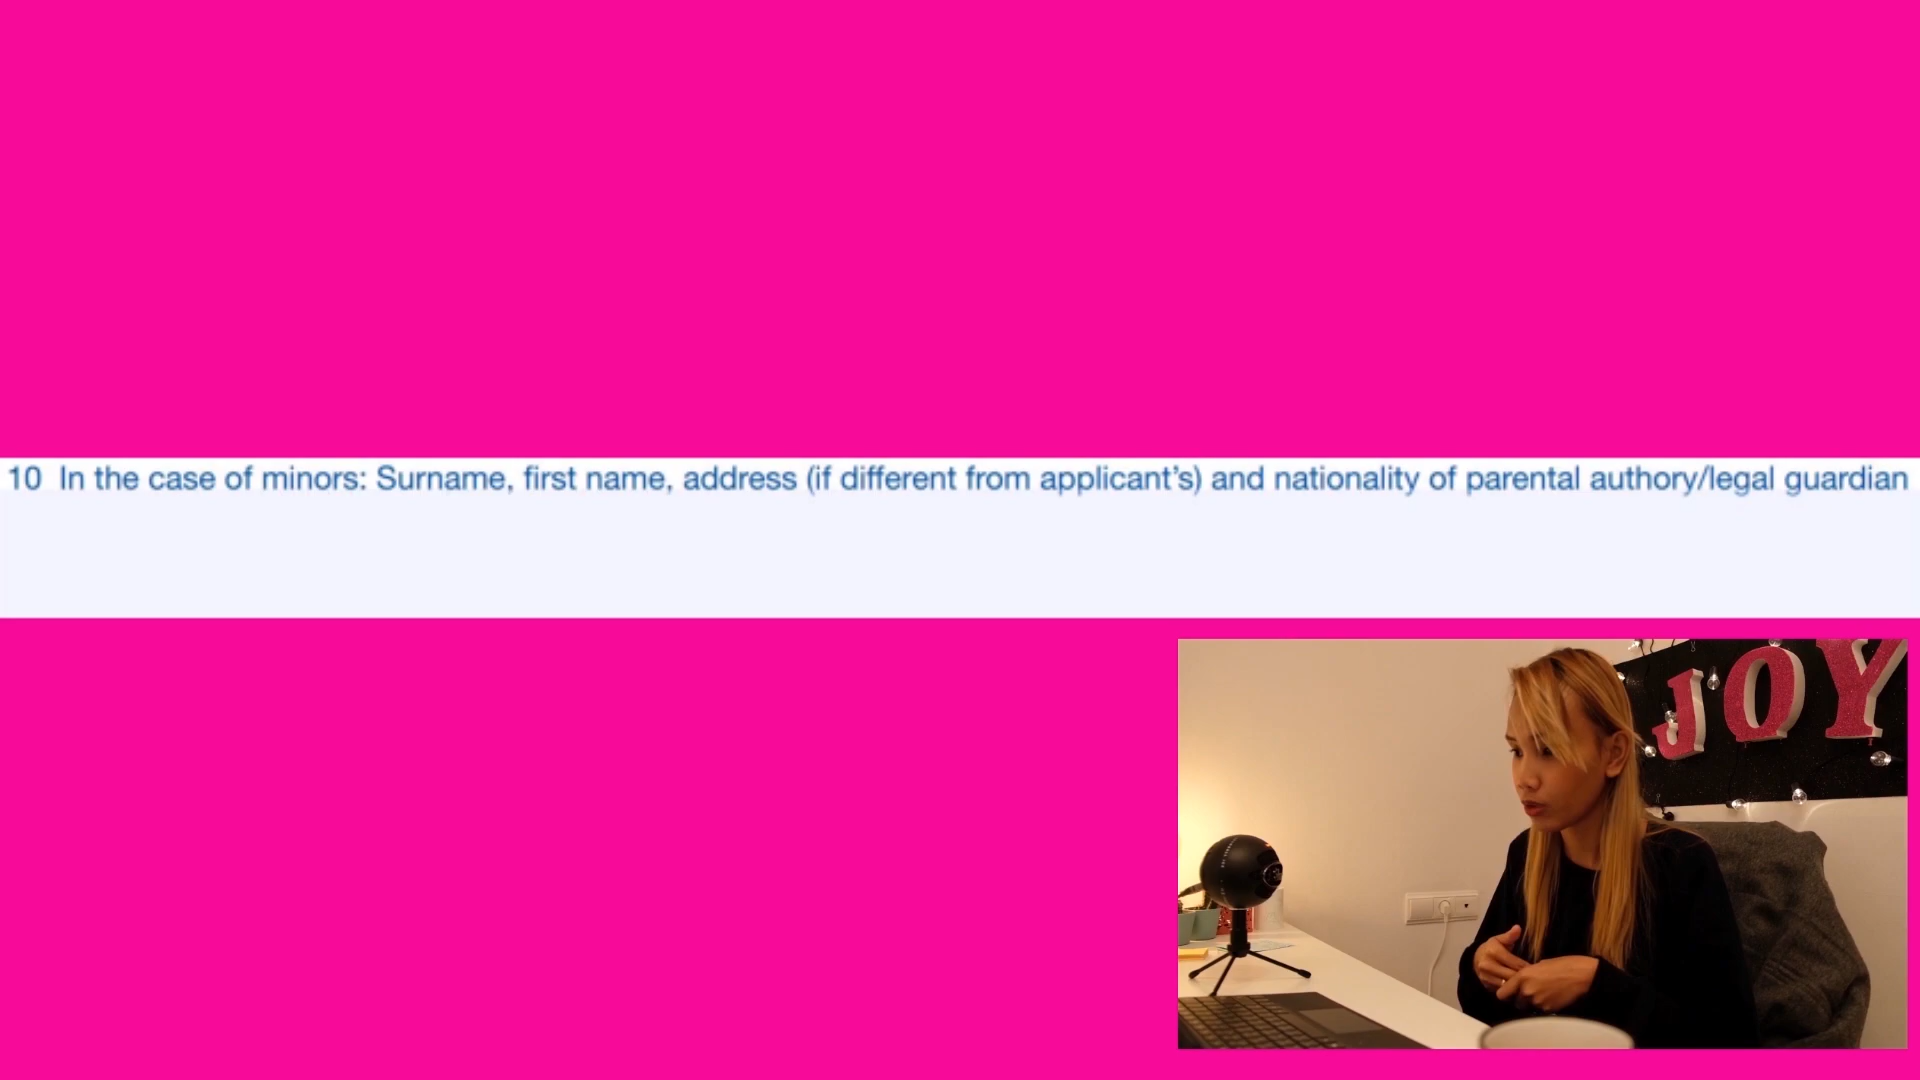 10 In the case of minors: Surname, first name, address (if different from applicant's) and nationality of parental authory/legal guardian
JOY